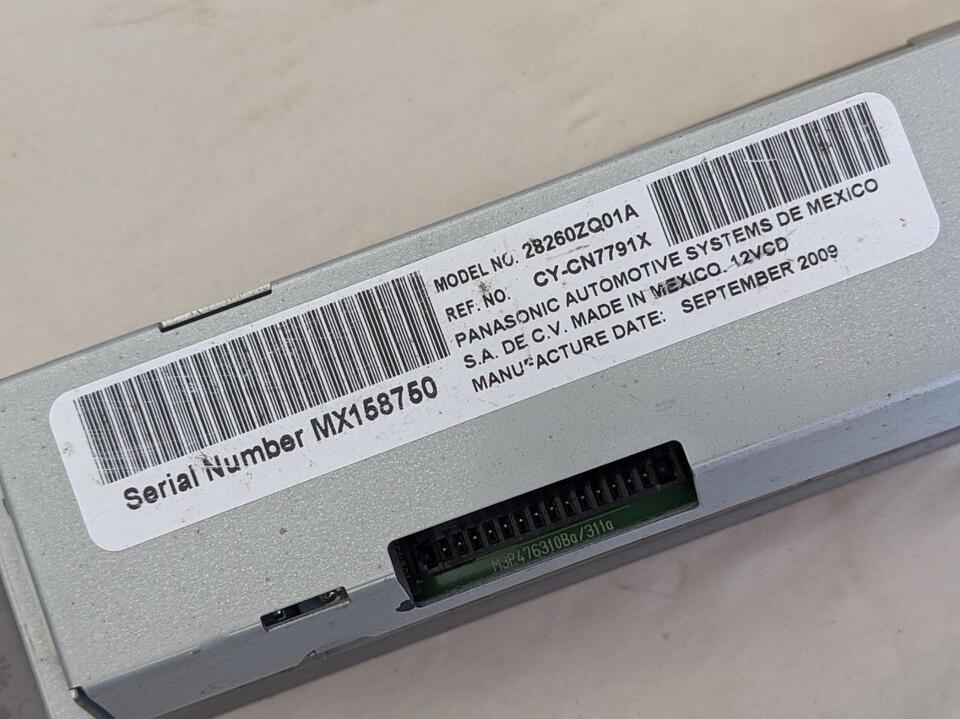 Serial Number MX158750
MODEL NO. 28260ZQ01A
REF. NO: CY-CN7791X
PANASONIC AUTOMOTIVE SYSTEMS DE MEXICO
S.A. DE C.V. MADE IN MEXICO. 12VCD
MANUFACTURE DATE: SEPTEMBER 2009
M3P476310Ba/311a